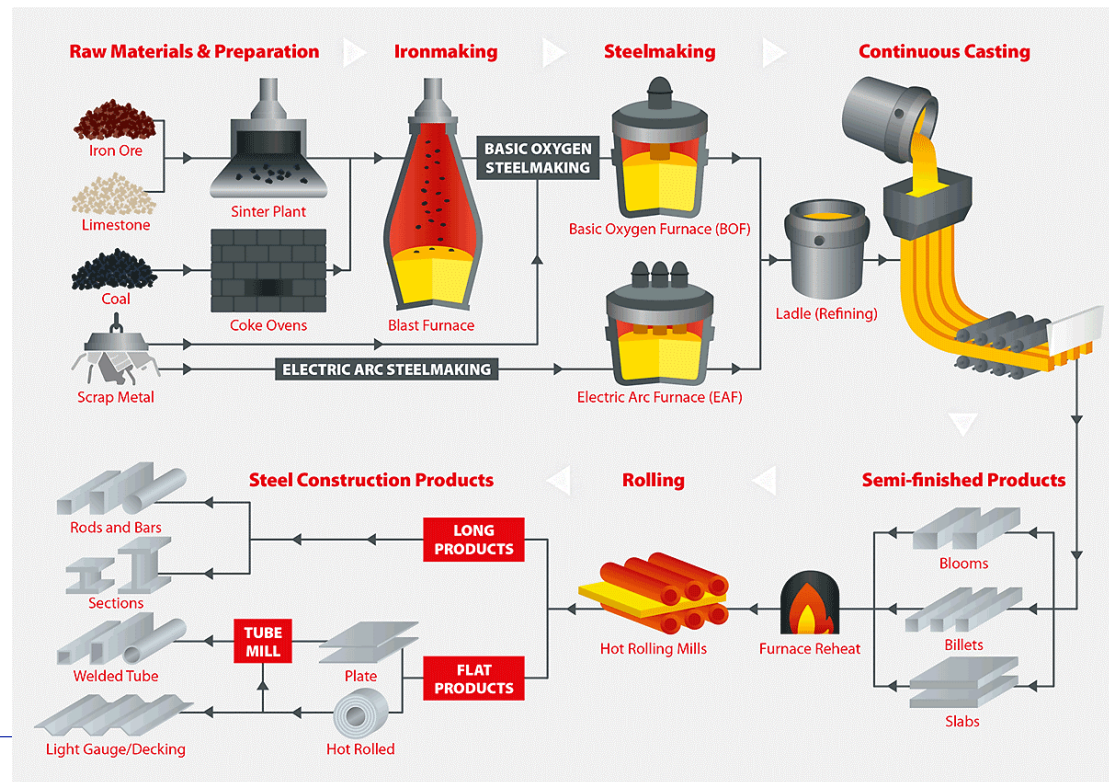 Raw Materials & Preparation
Ironmaking
Steelmaking
Continuous Casting
Iron Ore
Limestone
Sinter Plant
Coal
Coke Ovens
Scrap Metal
Blast Furnace
BASIC OXYGEN
STEELMAKING
ELECTRIC ARC STEELMAKING
Basic Oxygen Furnace (BOF)
Electric Arc Furnace (EAF)
Ladle (Refining)
Semi-finished Products
Blooms
Billets
Slabs
Rolling
Furnace Reheat
Hot Rolling Mills
Steel Construction Products
LONG
PRODUCTS
FLAT
PRODUCTS
Rods and Bars
Sections
TUBE
MILL
Welded Tube
Plate
Light Gauge/Decking
Hot Rolled